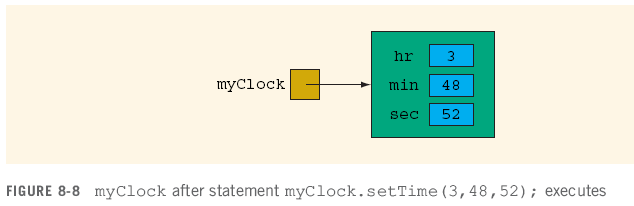 hr 3
myClock min 48
sec 52
FIGURE 8-8 myClock after statement myClock.setTime(3,48,52); executes